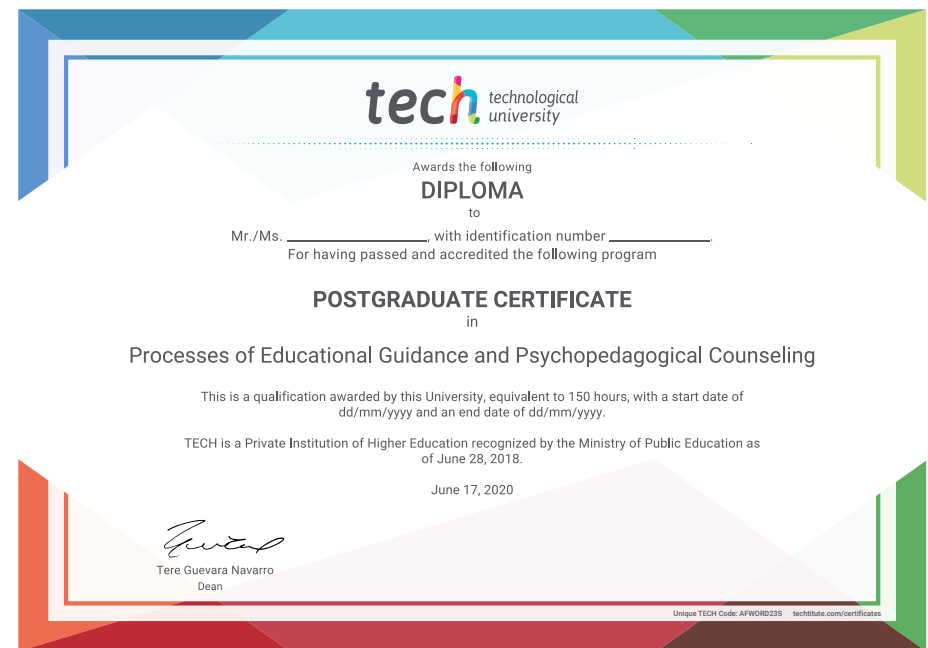 tech technological
university
Awards the following
DIPLOMA
to
Mr./Ms. ____________, with identification number ____________.
For having passed and accredited the following program
POSTGRADUATE CERTIFICATE
in
Processes of Educational Guidance and Psychopedagogical Counseling
This is a qualification awarded by this University, equivalent to 150 hours, with a start date of
dd/mm/yyyy and an end date of dd/mm/yyyy.
TECH is a Private Institution of Higher Education recognized by the Ministry of Public Education as
of June 28, 2018.
June 17, 2020
Tere Guevara Navarro
Dean
Unique TECH Code: AFWORD23S techtitute.com/certificates